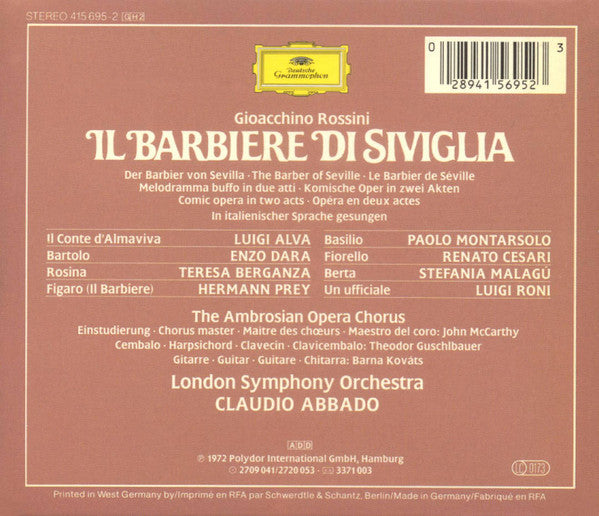 STEREO 415 695-2 GH2
Deutsche
Grammophon
0 28941 56952 3
Gioacchino Rossini
IL BARBIERE DI SIVIGLIA
Der Barbier von Sevilla · The Barber of Seville · Le Barbier de Séville
Melodramma buffo in due atti · Komische Oper in zwei Akten
Comic opera in two acts · Opéra en deux actes
In italienischer Sprache gesungen
Il Conte d'Almaviva LUIGI ALVA Basilio PAOLO MONTARSOLO
Bartolo ENZO DARA Fiorello RENATO CESARI
Rosina TERESA BERGANZA Berta STEFANIA MALAGÚ
Figaro (Il Barbiere) HERMANN PREY Un ufficiale LUIGI RONI
The Ambrosian Opera Chorus
Einstudierung · Chorus master · Maitre des chœurs · Maestro del coro: John McCarthy
Cembalo · Harpsichord · Clavecin · Clavicembalo: Theodor Guschlbauer
Gitarre · Guitar · Guitare · Chitarra: Barna Kováts
London Symphony Orchestra
CLAUDIO ABBADO
ADD
℗ 1972 Polydor International GmbH, Hamburg
2709 041/2720 053 · 3371 003
LC 0173
Printed in West Germany by/Imprimé en RFA par Schwerdtle & Schantz, Berlin/Made in Germany/Fabriqué en RFA